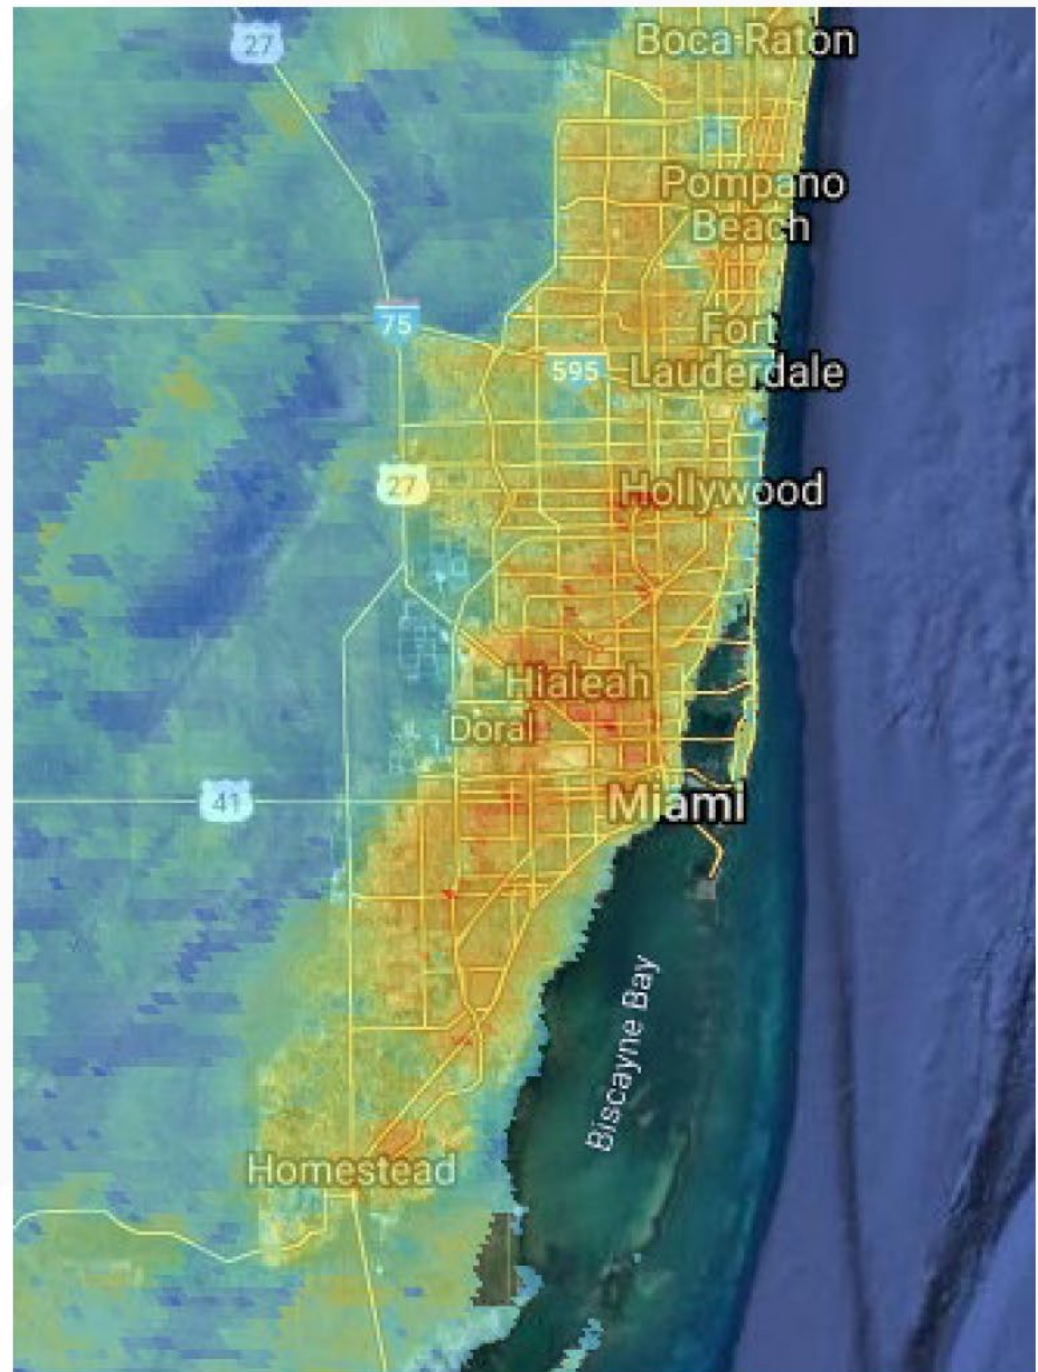 Boca Raton
27
Pompano
Beach
75
Fort
595
Lauderdale
27
Hollywood
Hialeah
Doral
41
Miami
Biscayne Bay
Homestead